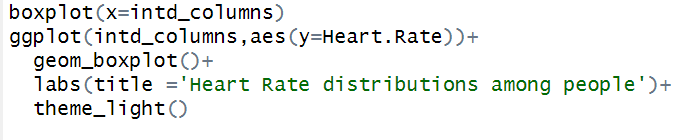 boxplot(x=intd_columns)
ggplot(intd_columns,aes(y=Heart.Rate))+
  geom_boxplot()+
  labs(title ='Heart Rate distributions among people')+
  theme_light()